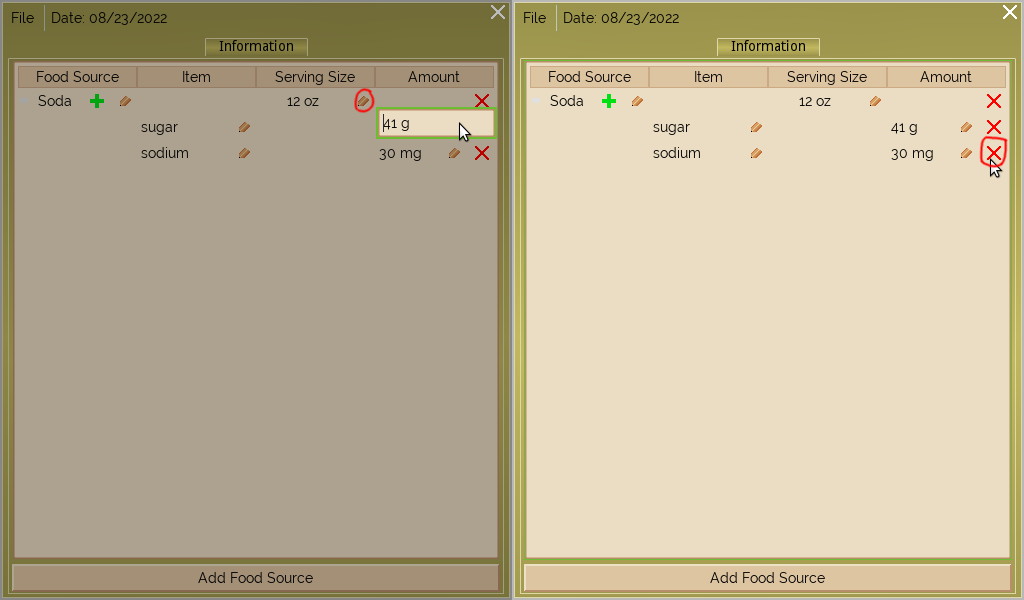 File Date: 08/23/2022
Information
Food Source Item Serving Size Amount
Soda 12 oz
sugar 41 g
sodium 30 mg
Add Food Source
File Date: 08/23/2022
Information
Food Source Item Serving Size Amount
Soda 12 oz
sugar 41 g
sodium 30 mg
Add Food Source